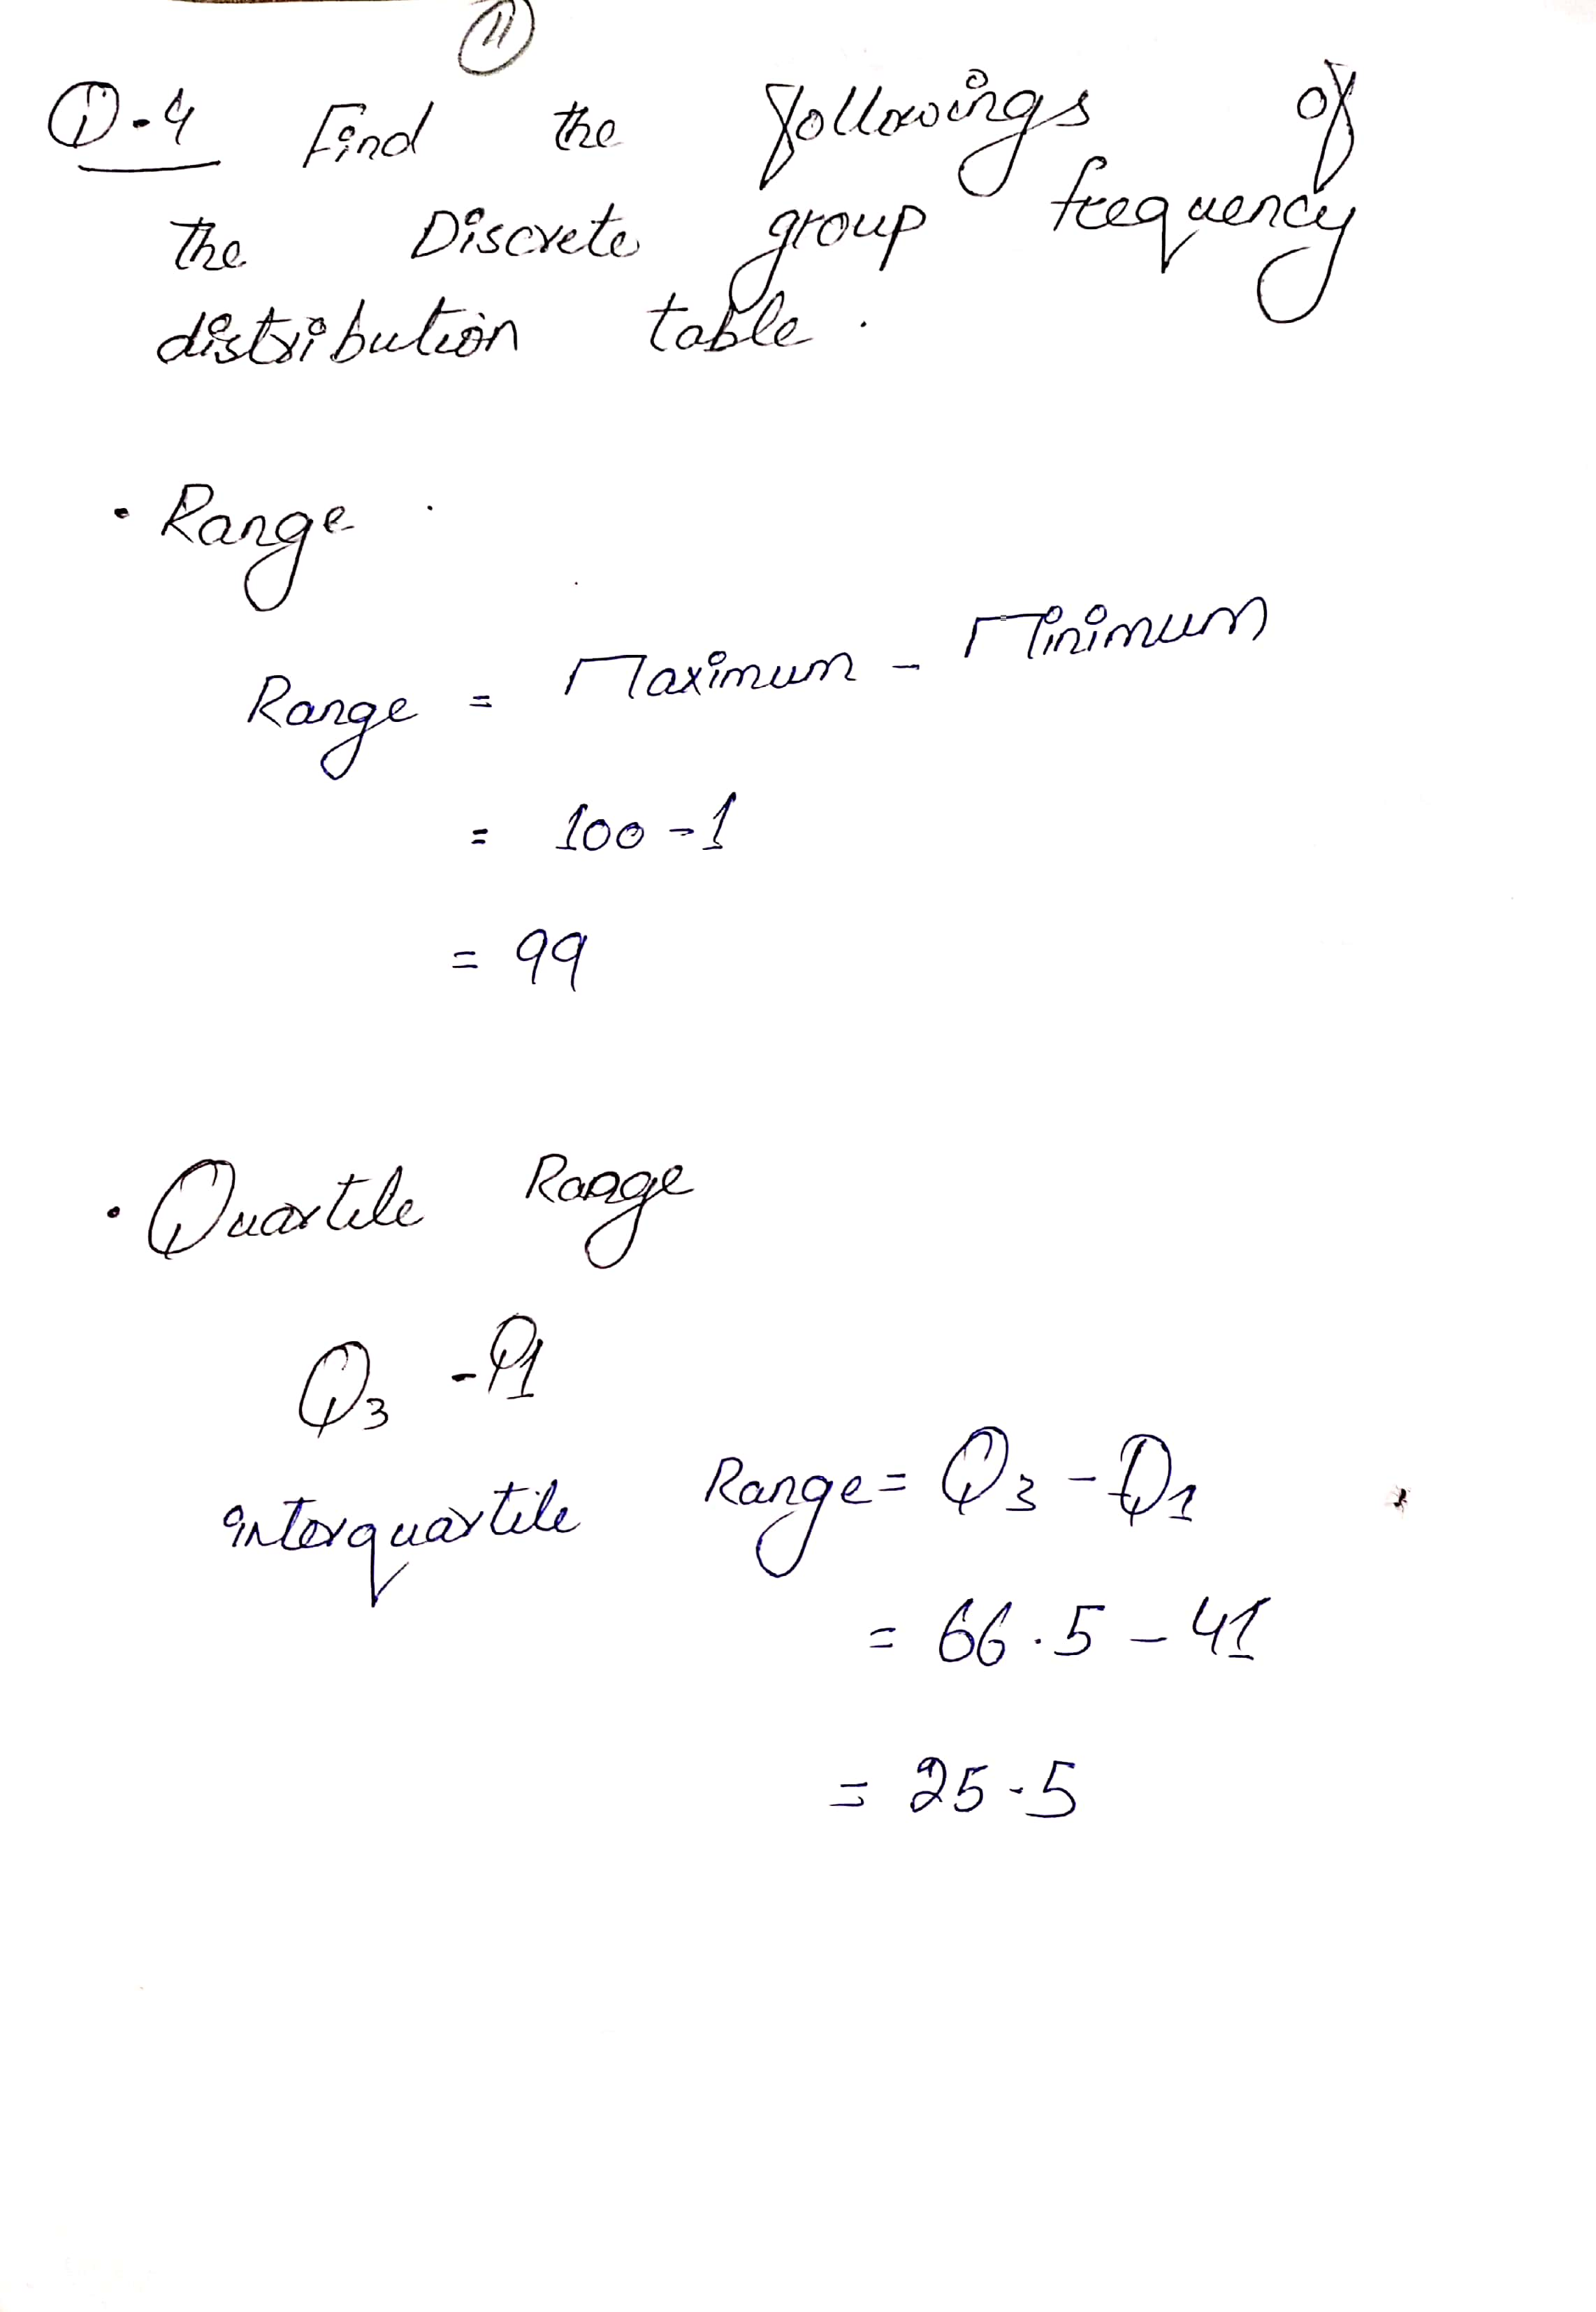 11
Q-4 Find the followings of
the Discrete group frequency
distribution table.
• Range
Range = Maximum - Minimum
= 100 - 1
= 99
• Quartile Range
Q3 - Q1
interquartile Range = Q3 - Q1
= 66.5 - 41
= 25.5